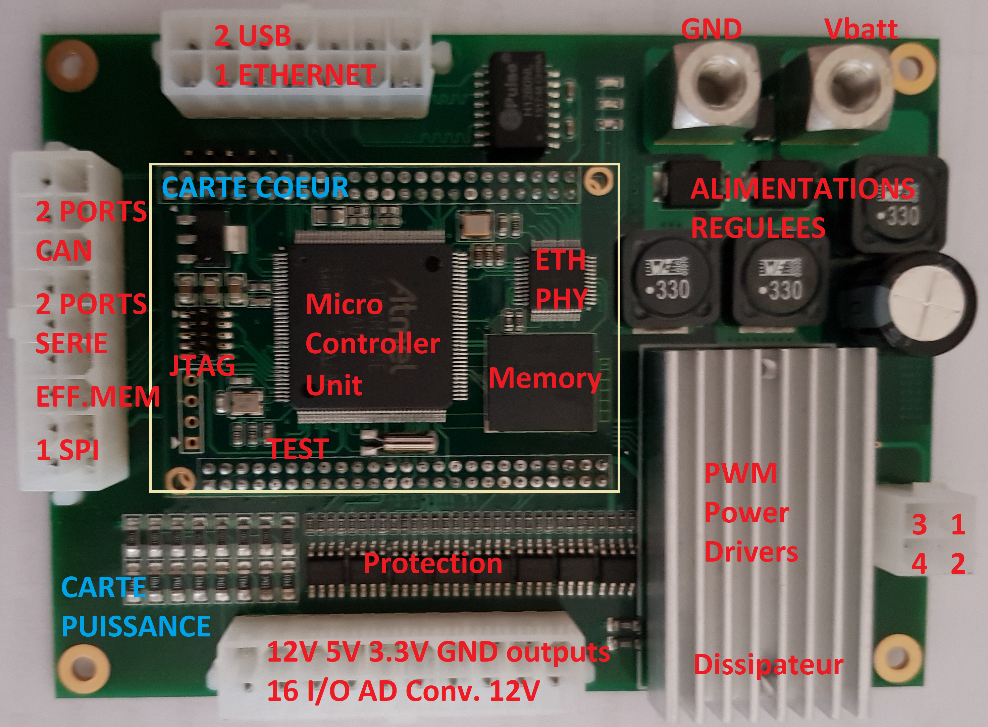 2 USB
1 ETHERNET
GND
Vbatt
Pulse
CARTE COEUR
2 PORTS
CAN
2 PORTS
SERIE
JTAG
EFF.MEM
1 SPI
Micro
Controller
Unit
Atmel
ETH
PHY
Memory
TEST
ALIMENTATIONS
REGULEES
330
330
330
PWM
Power
Drivers
3 1
4 2
Protection
CARTE
PUISSANCE
12V 5V 3.3V GND outputs
16 I/O AD Conv. 12V
Dissipateur